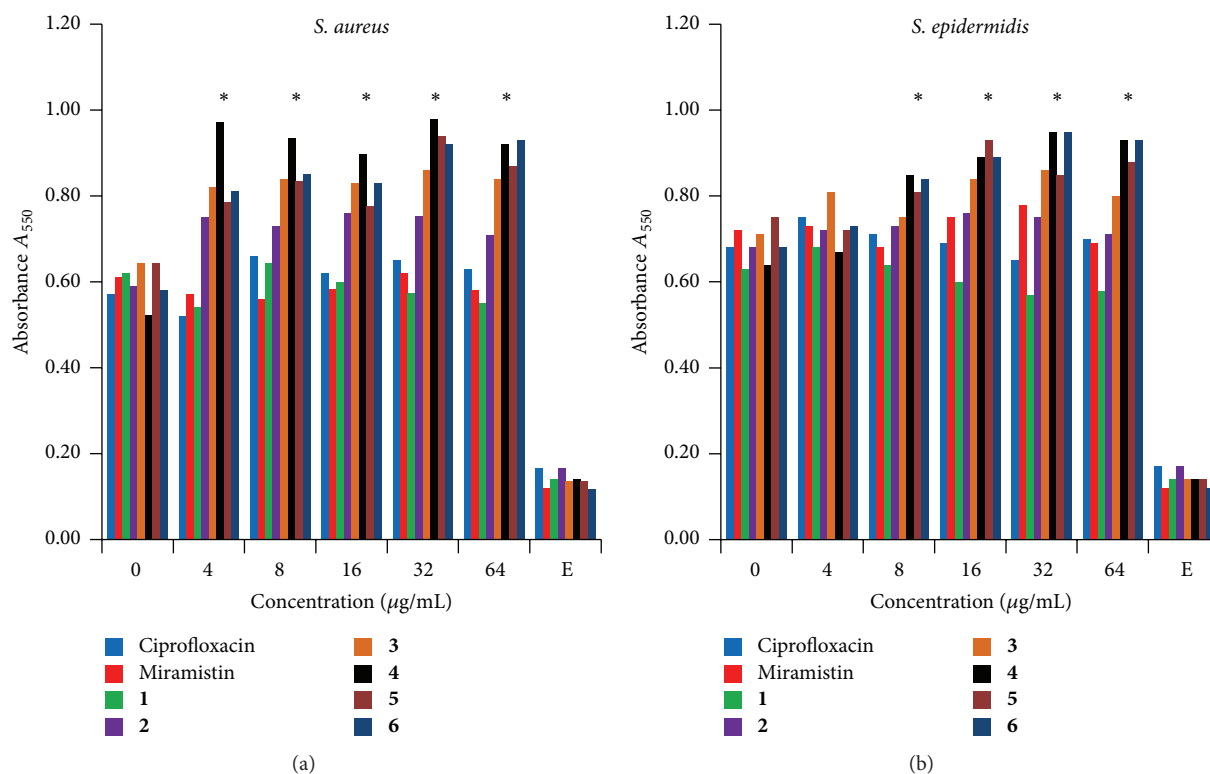 S. aureus
1.20
1.00
0.80
0.60
0.40
0.20
0.00
Absorbance A550
* * * * *
0 4 8 16 32 64 E
Concentration (μg/mL)
Ciprofloxacin
Miramistin
1
2
3
4
5
6
(a)
S. epidermidis
1.20
1.00
0.80
0.60
0.40
0.20
0.00
Absorbance A550
* * * *
0 4 8 16 32 64 E
Concentration (μg/mL)
Ciprofloxacin
Miramistin
1
2
3
4
5
6
(b)